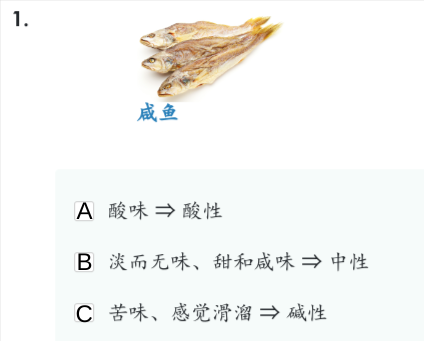 1.
咸鱼
A 酸味 ⇒ 酸性
B 淡而无味、甜和咸味 ⇒ 中性
C 苦味、感觉滑溜 ⇒ 碱性